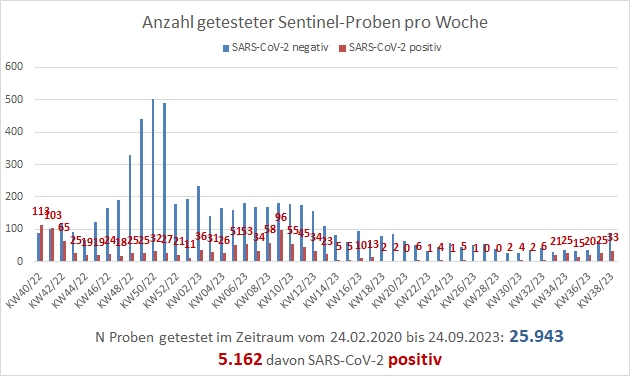 Anzahl getesteter Sentinel-Proben pro Woche
SARS-CoV-2 negativ SARS-CoV-2 positiv
600
500
400
300
200
100
0
113 103 65 25 19 19 24 18 25 25 32 27 21 11 36 31 26 51 53 34 58 96 55 45 34 23 5 5 10 13 2 2 0 6 1 4 1 5 1 0 0 2 4 2 6 21 25 15 20 25 33
KW40/22 KW42/22 KW44/22 KW46/22 KW48/22 KW50/22 KW52/22 KW02/23 KW04/23 KW06/23 KW08/23 KW10/23 KW12/23 KW14/23 KW16/23 KW18/23 KW20/23 KW22/23 KW24/23 KW26/23 KW28/23 KW30/23 KW32/23 KW34/23 KW36/23 KW38/23
N Proben getestet im Zeitraum vom 24.02.2020 bis 24.09.2023: 25.943
5.162 davon SARS-CoV-2 positiv